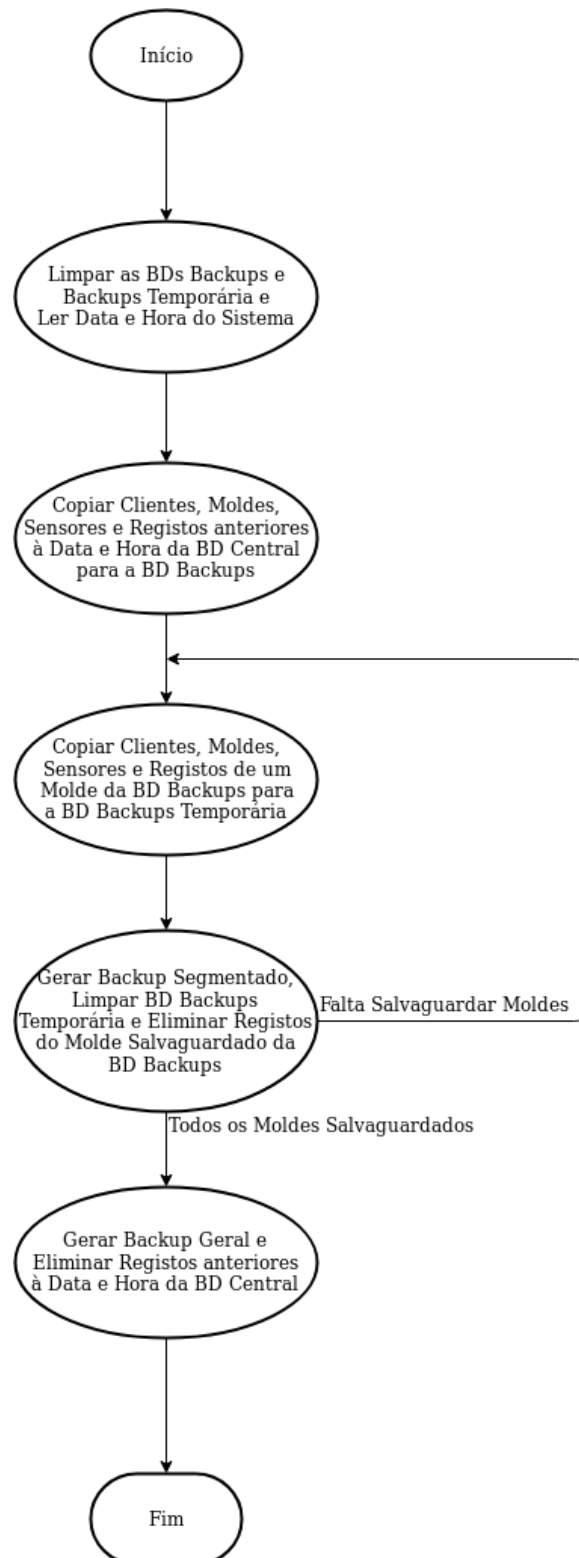 Início
Limpar as BDs Backups e
Backups Temporária e
Ler Data e Hora do Sistema
Copiar Clientes, Moldes,
Sensores e Registos anteriores
à Data e Hora da BD Central
para a BD Backups
Copiar Clientes, Moldes,
Sensores e Registos de um
Molde da BD Backups para
a BD Backups Temporária
Gerar Backup Segmentado,
Limpar BD Backups
Temporária e Eliminar Registos
do Molde Salvaguardado da
BD Backups
Falta Salvaguardar Moldes
Todos os Moldes Salvaguardados
Gerar Backup Geral e
Eliminar Registos anteriores
à Data e Hora da BD Central
Fim